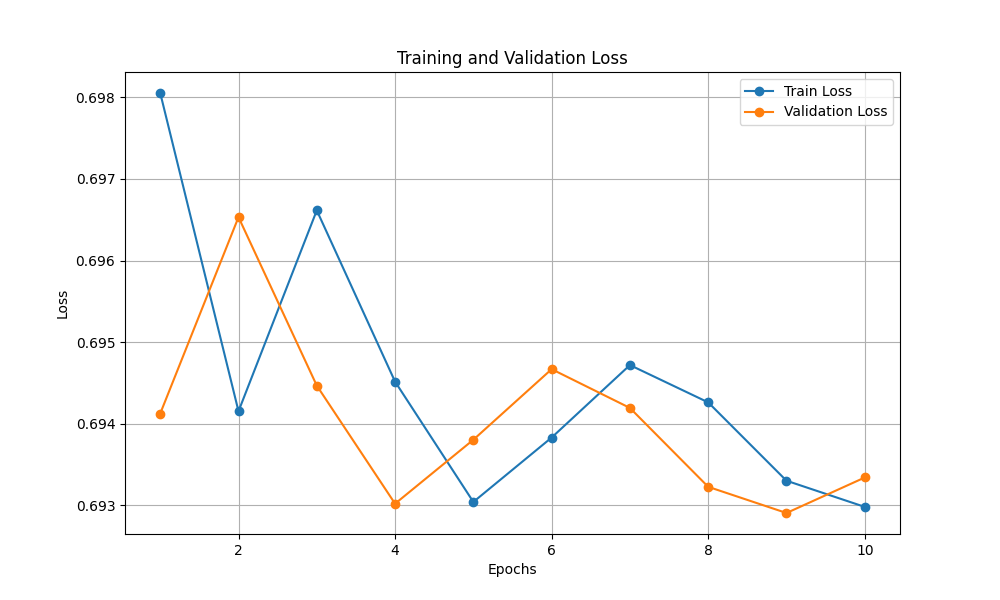 Training and Validation Loss
Train Loss
Validation Loss
0.698
0.697
0.696
0.695
0.694
0.693
Loss
2
4
6
8
10
Epochs